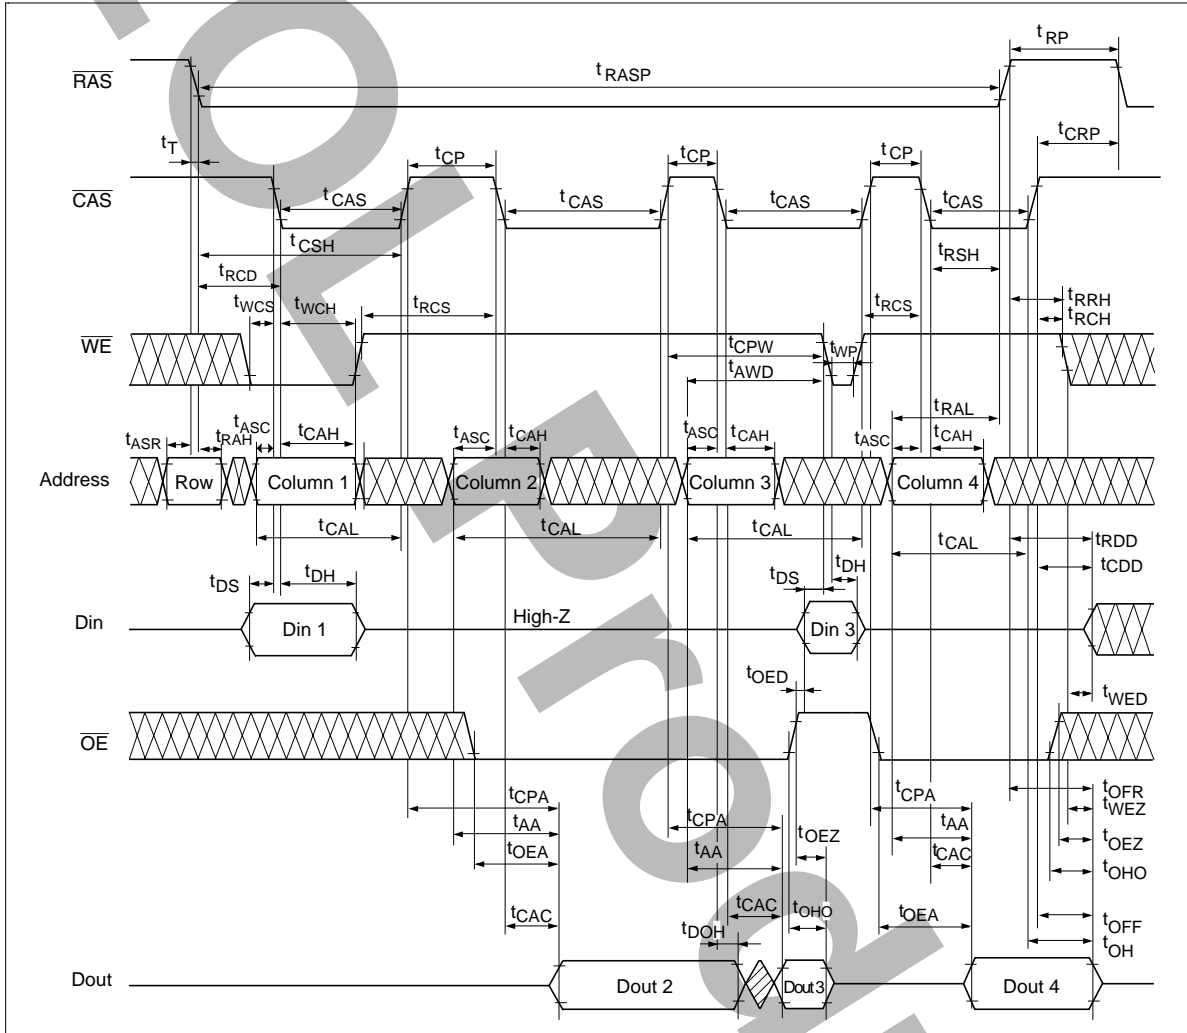 tRP
RAS
tRASP
tT
tCRP
tCP
tCP
tCP
CAS
tCAS
tCAS
tCAS
tCAS
tCSH
tRSH
tRCD
tWCS
tWCH
tRCS
tRCS
tRRH
tRCH
WE
tCPW
tWP
tAWD
tRAL
tASR
tRAH
tASC
tCAH
tASC
tCAH
tASC
tCAH
tASC
tCAH
Address
Row
Column 1
Column 2
Column 3
Column 4
tCAL
tCAL
tCAL
tCAL
tRDD
tCDD
tDS
tDH
tDS
tDH
Din
Din 1
High-Z
Din 3
tOED
tWED
OE
tCPA
tCPA
tCPA
tOFR
tWEZ
tAA
tAA
tAA
tOEZ
tOEZ
tOEA
tCAC
tOHO
tCAC
tCAC
tOHO
tOEA
tDOH
tOFF
tOH
Dout
Dout 2
Dout 3
Dout 4
OL Prod